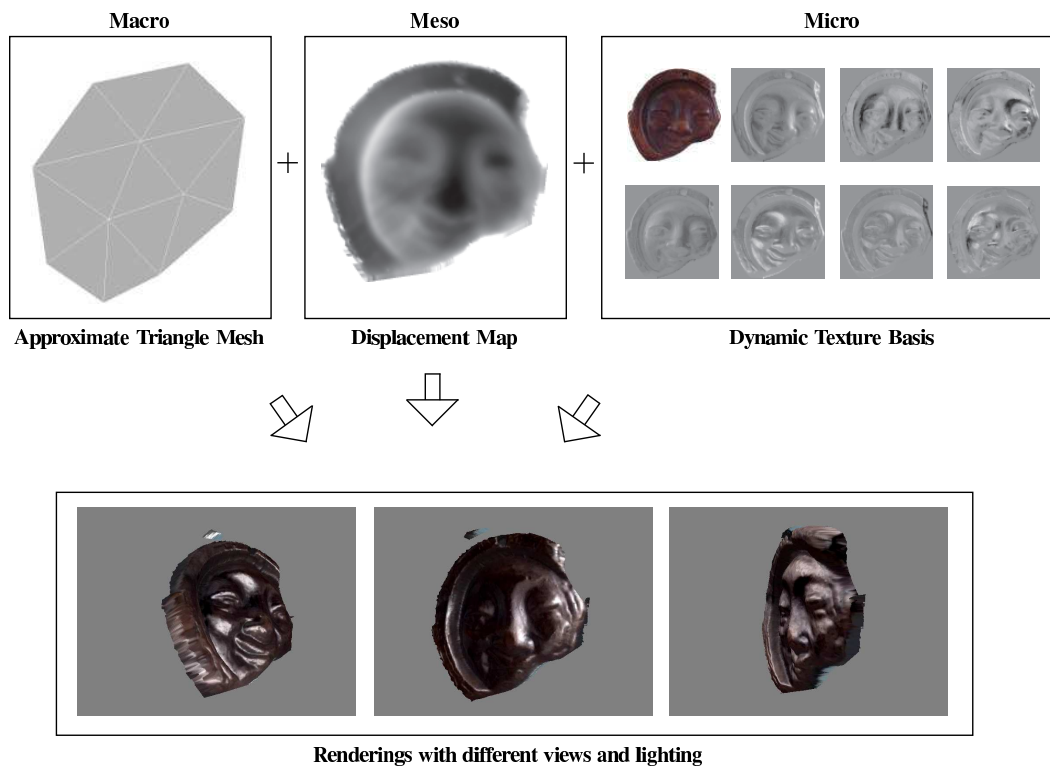 Macro
Meso
Micro
+
+
Approximate Triangle Mesh
Displacement Map
Dynamic Texture Basis
Renderings with different views and lighting